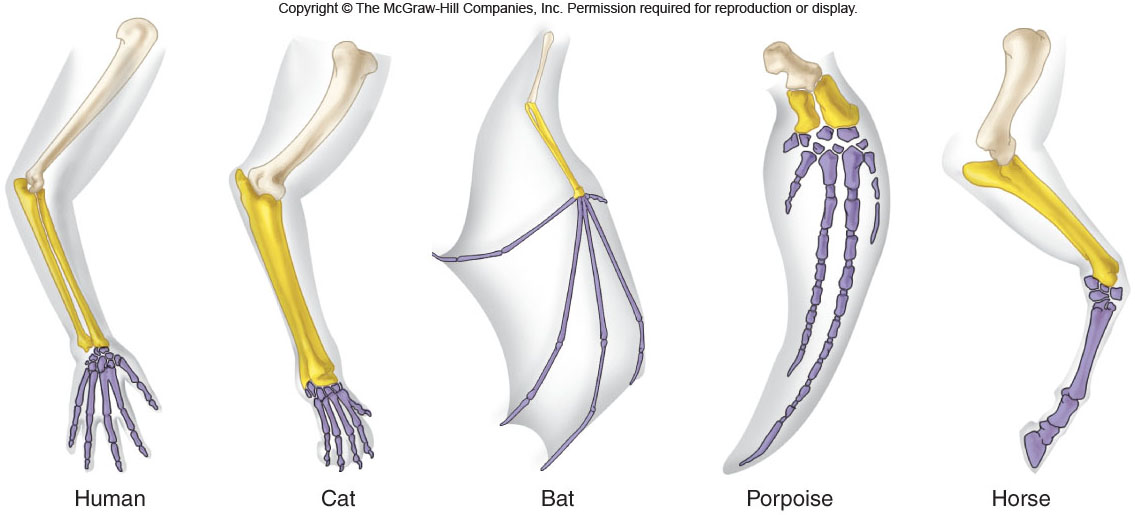 Copyright © The McGraw-Hill Companies, Inc. Permission required for reproduction or display.
Human Cat Bat Porpoise Horse